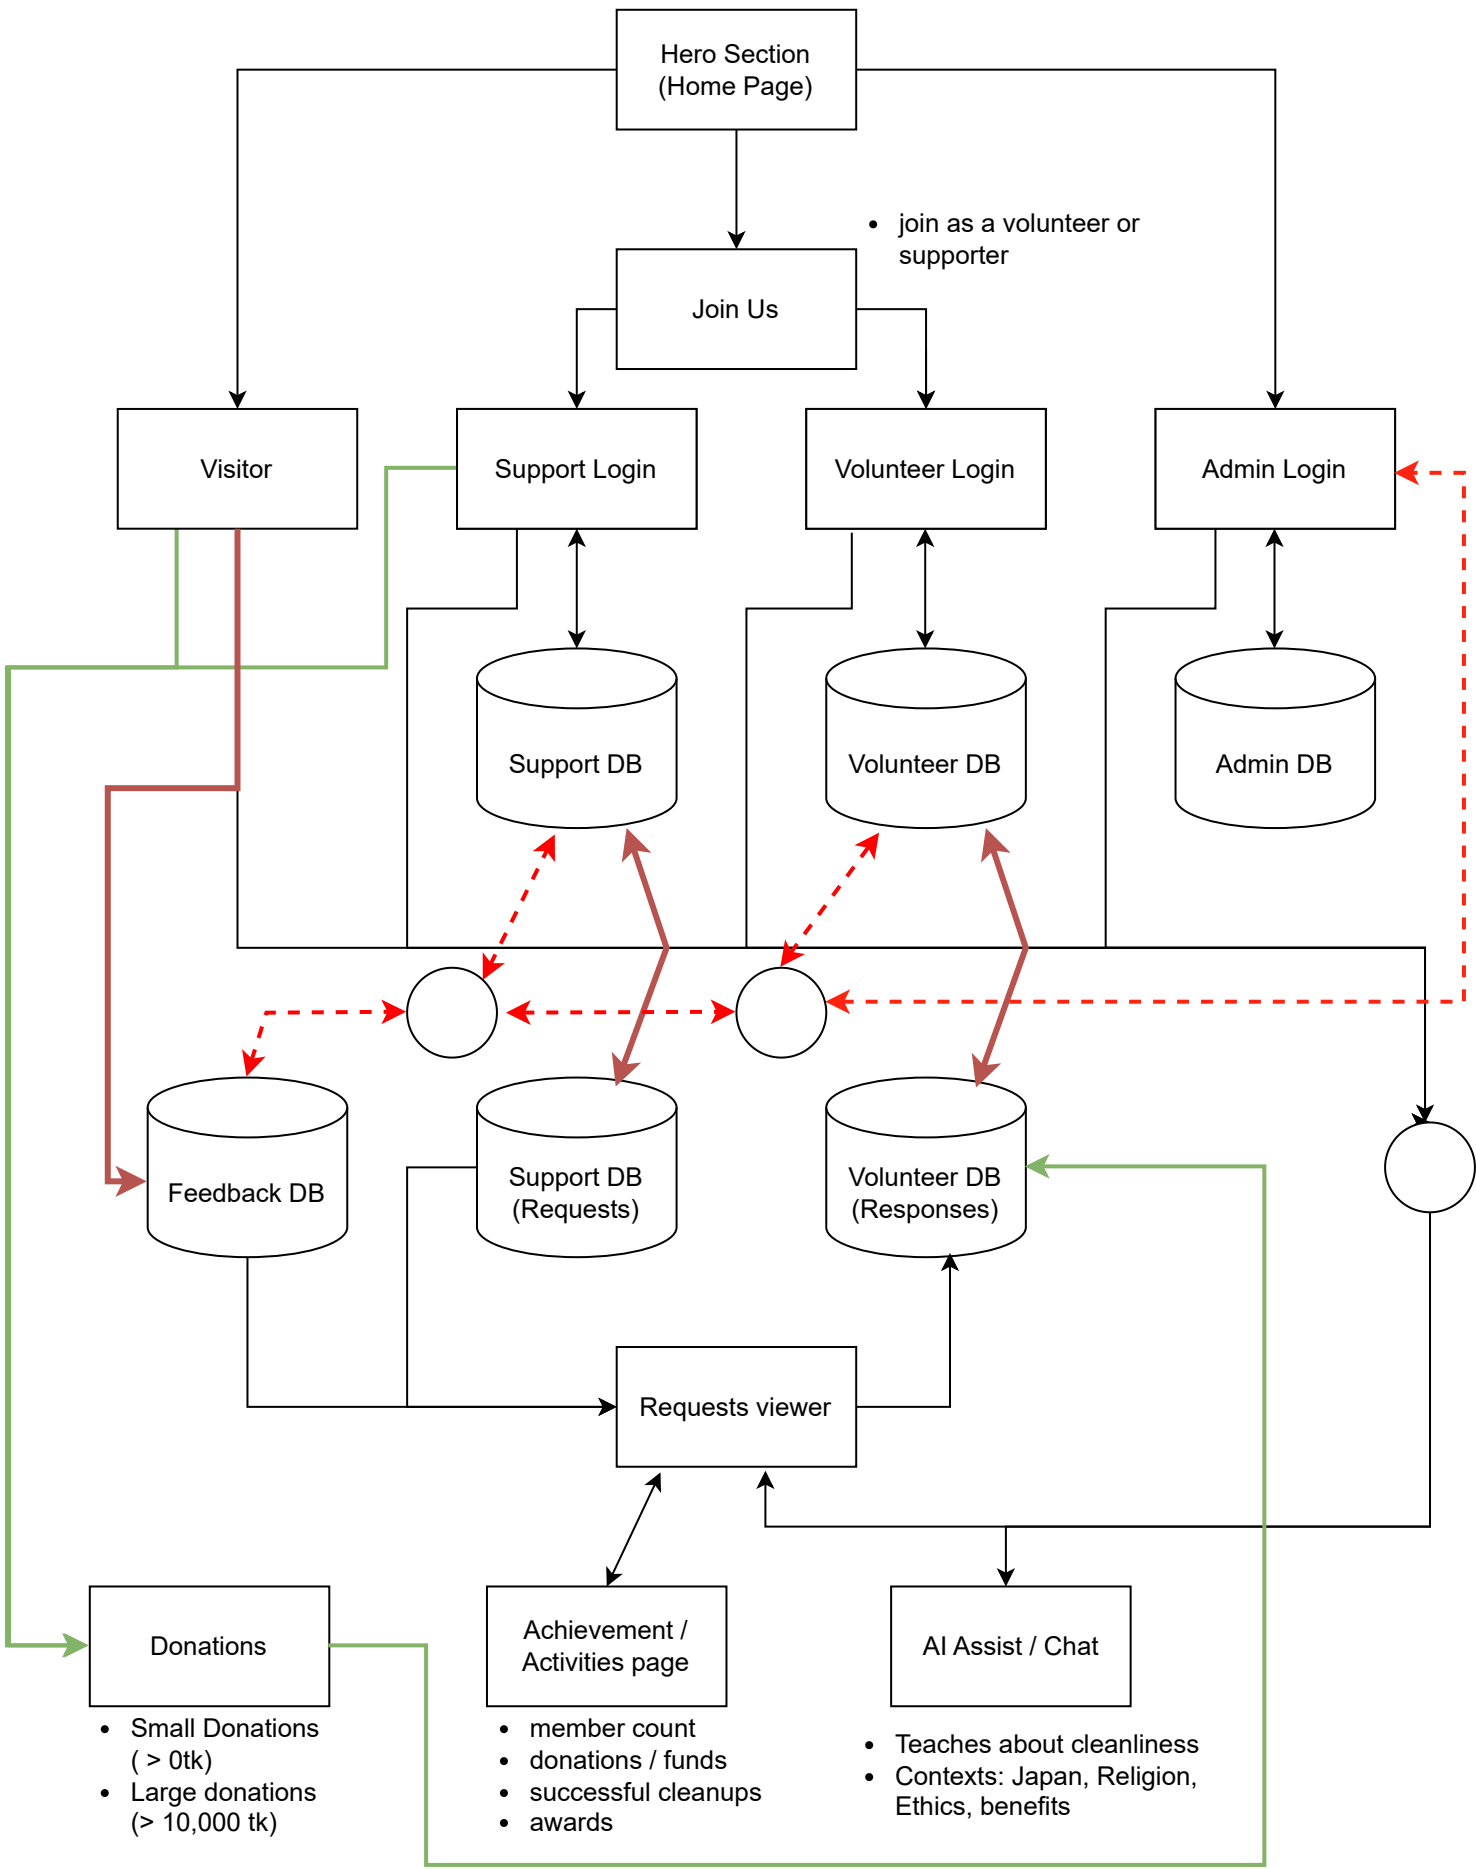 Hero Section
(Home Page)
• join as a volunteer or
supporter
Join Us
Visitor
Support Login
Volunteer Login
Admin Login
Support DB
Volunteer DB
Admin DB
Feedback DB
Support DB
(Requests)
Volunteer DB
(Responses)
Requests viewer
Donations
Achievement /
Activities page
AI Assist / Chat
• Small Donations
( > 0tk)
• Large donations
(> 10,000 tk)
• member count
• donations / funds
• successful cleanups
• awards
• Teaches about cleanliness
• Contexts: Japan, Religion,
Ethics, benefits